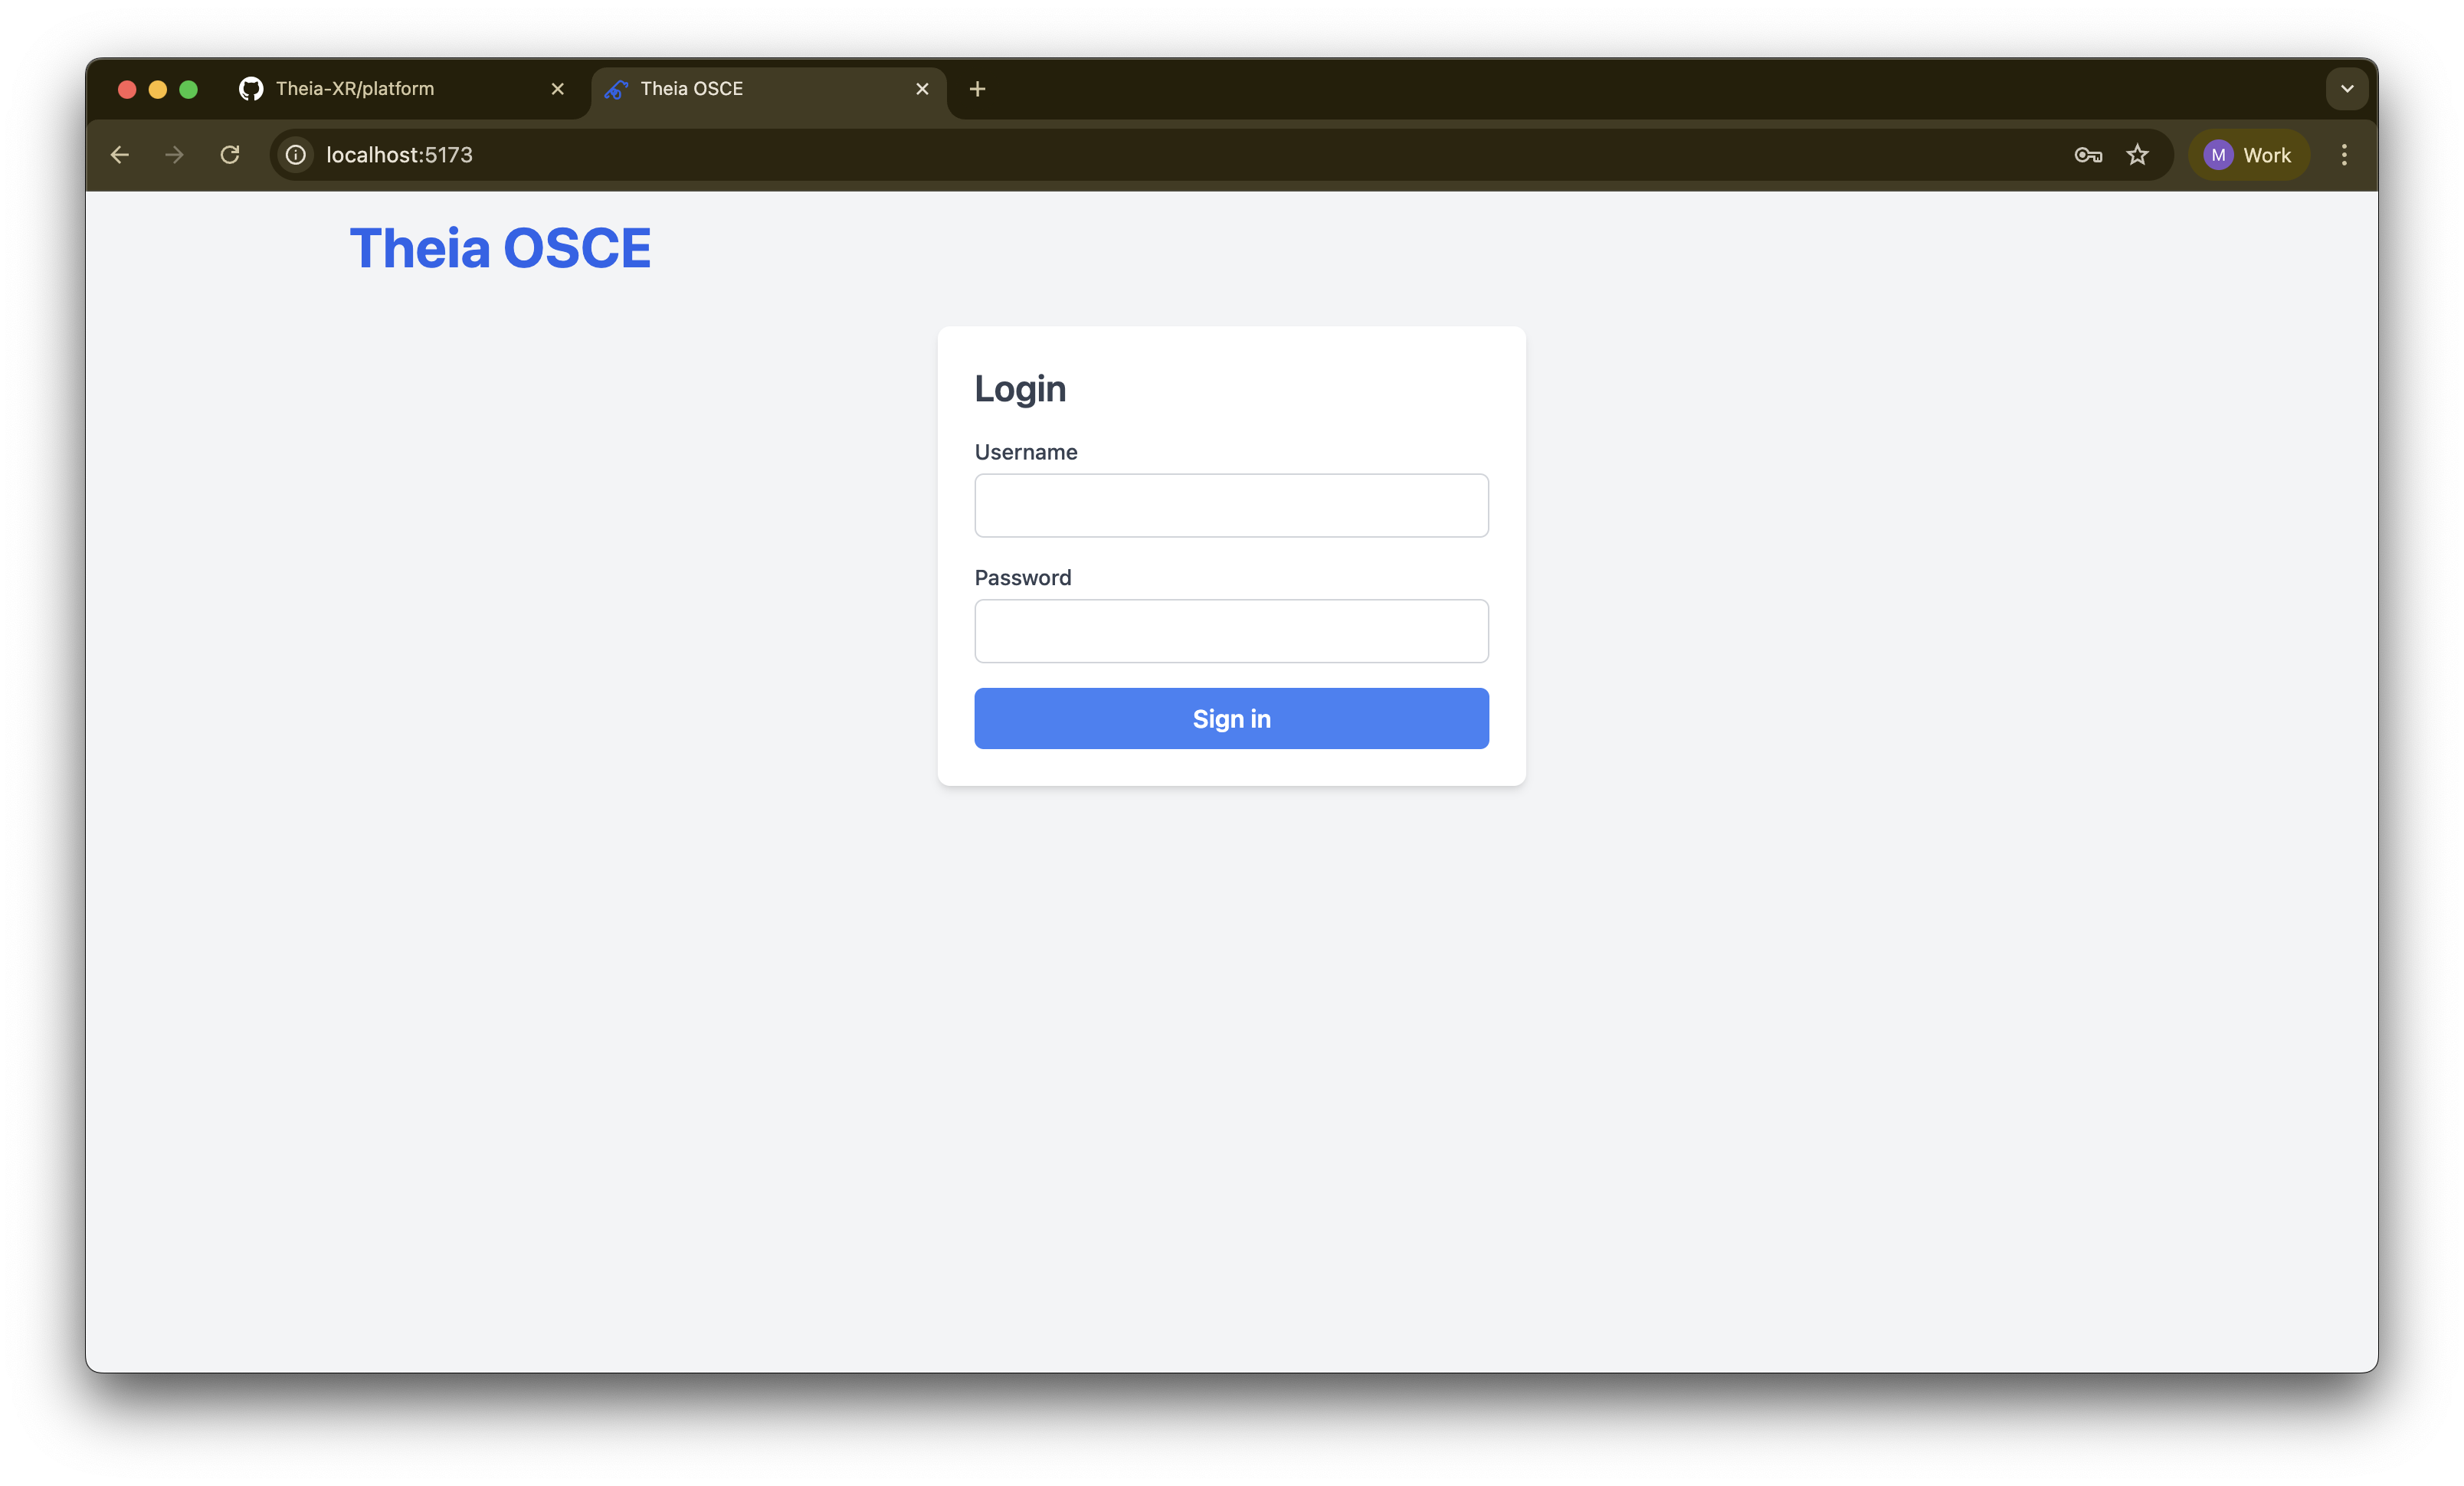 Theia-XR/platform
Theia OSCE
localhost:5173
M
Work
Theia OSCE
Login
Username
Password
Sign in